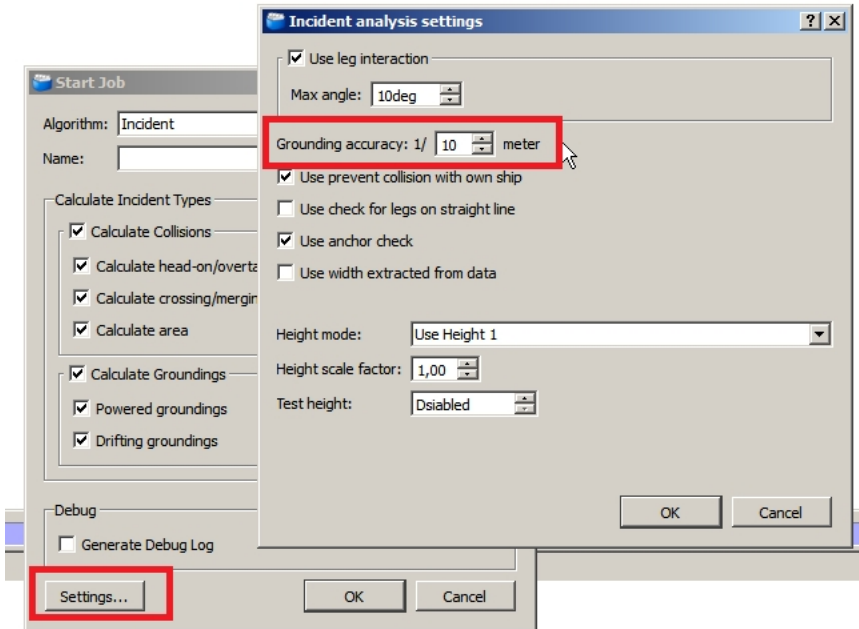 Incident analysis settings
Use leg interaction
Max angle: 10deg
Grounding accuracy: 1/ 10 meter
Use prevent collision with own ship
Use check for legs on straight line
Use anchor check
Use width extracted from data
Height mode: Use Height 1
Height scale factor: 1,00
Test height: Dsiabled
OK Cancel
Start Job
Algorithm: Incident
Name:
Calculate Incident Types
Calculate Collisions
Calculate head-on/overta
Calculate crossing/mergin
Calculate area
Calculate Groundings
Powered groundings
Drifting groundings
Debug
Generate Debug Log
Settings... OK Cancel